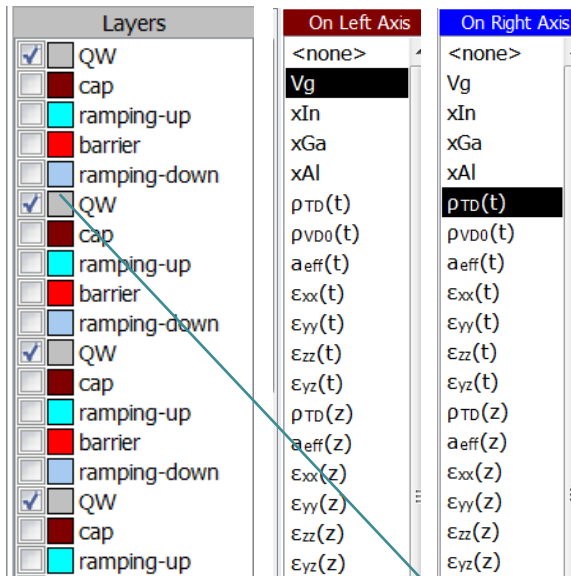 Layers
QW
cap
ramping-up
barrier
ramping-down
QW
cap
ramping-up
barrier
ramping-down
QW
cap
ramping-up
barrier
ramping-down
QW
cap
ramping-up
On Left Axis
<none>
Vg
xIn
xGa
xAl
ρTD(t)
ρVD0(t)
aeff(t)
εxx(t)
εyy(t)
εzz(t)
εyz(t)
ρTD(z)
aeff(z)
εxx(z)
εyy(z)
εzz(z)
εyz(z)
On Right Axis
<none>
Vg
xIn
xGa
xAl
ρTD(t)
ρVD0(t)
aeff(t)
εxx(t)
εyy(t)
εzz(t)
εyz(t)
ρTD(z)
aeff(z)
εxx(z)
εyy(z)
εzz(z)
εyz(z)